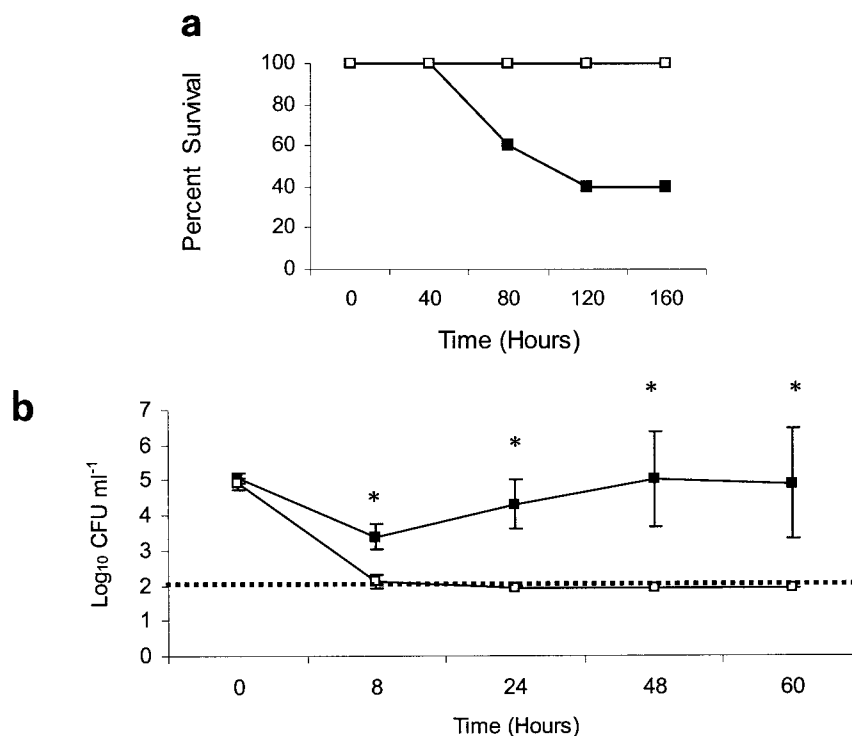 a
Percent Survival
100
80
60
40
20
0
0 40 80 120 160
Time (Hours)
b
Log₁₀ CFU ml⁻¹
7
6
5
4
3
2
1
0
* * * *
0 8 24 48 60
Time (Hours)